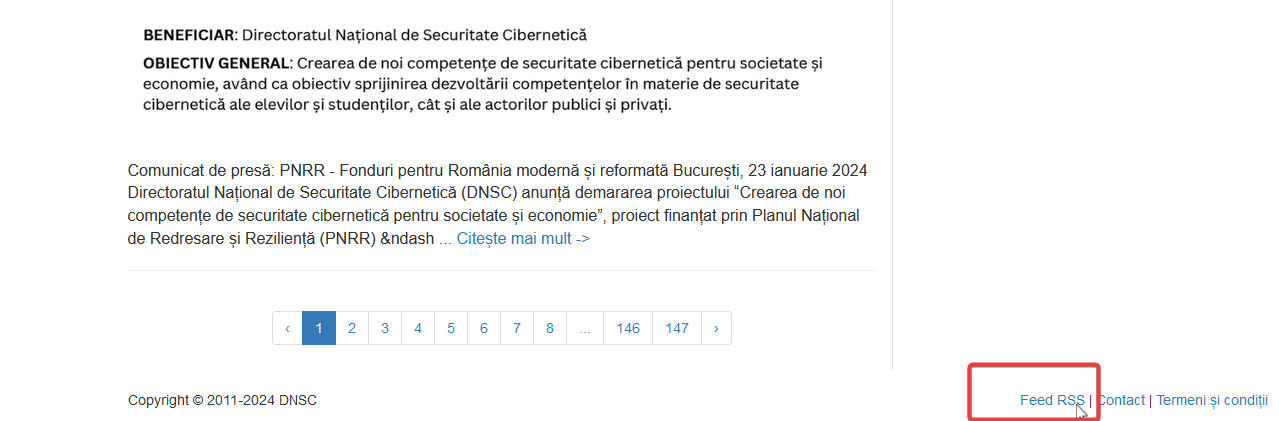 BENEFICIAR: Directoratul Național de Securitate Cibernetică
OBIECTIV GENERAL: Crearea de noi competențe de securitate cibernetică pentru societate și
economie, având ca obiectiv sprijinirea dezvoltării competențelor în materie de securitate
cibernetică ale elevilor și studenților, cât și ale actorilor publici și privați.
Comunicat de presă: PNRR - Fonduri pentru România modernă și reformată București, 23 ianuarie 2024
Directoratul Național de Securitate Cibernetică (DNSC) anunță demararea proiectului “Crearea de noi
competențe de securitate cibernetică pentru societate și economie”, proiect finanțat prin Planul Național
de Redresare și Reziliență (PNRR) &ndash ... Citește mai mult ->
‹ 1 2 3 4 5 6 7 8 ... 146 147 ›
Copyright © 2011-2024 DNSC Feed RSS | Contact | Termeni și condiții